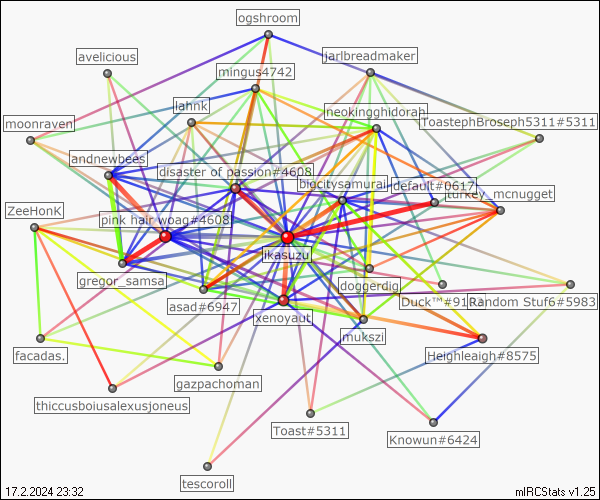 ogshroom
avelicious
jarlbreadmaker
mingus4742
lahnk
neokingghidorah
moonraven
ToastephBroseph5311#5311
andnewbees
disaster of passion#4608
bigcitysamurai
default#0617
turkey_mcnugget
ZeeHonk
pink hair woag#4608
ikasuzu
gregor_samsa
doggerdig
asad#6947
Duck™#91
Random Stuf6#5983
xenoyaut
mukszi
facadas.
Heighleaigh#8575
gazpachoman
thiccusboiusalexusjoneus
Toast#5311
Knowun#6424
tescoroll
17.2.2024 23:32
mIRCStats v1.25